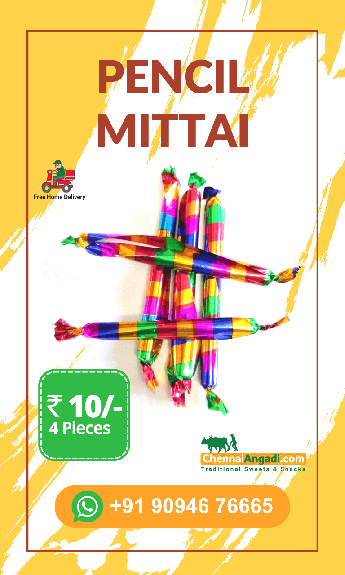 PENCIL
MITTAI
Free Home Delivery
₹ 10/-
4 Pieces
ChennaiAngadi.com
Traditional Sweets & Snacks
+91 90946 76665